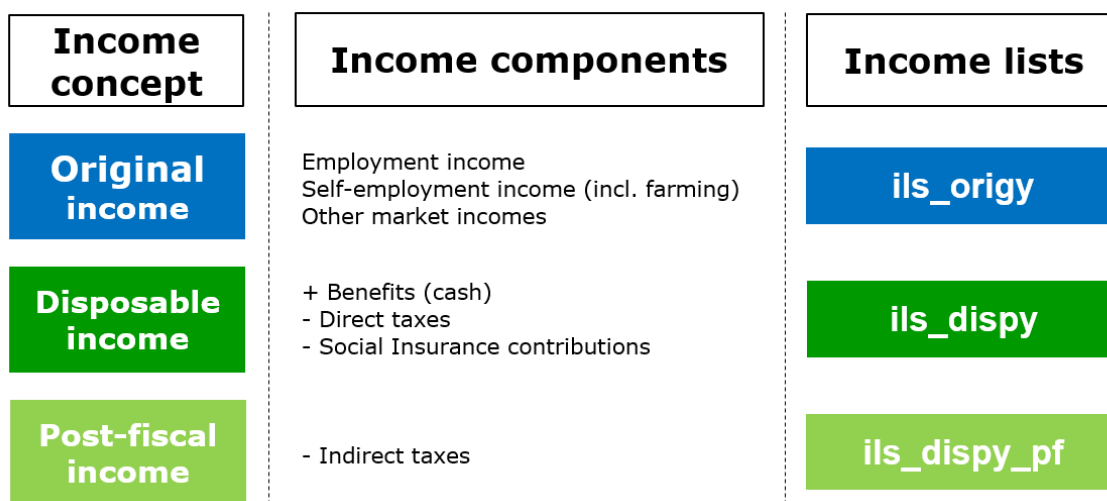 Income
concept
Income components
Income lists
Original
income
Employment income
Self-employment income (incl. farming)
Other market incomes
ils_origy
Disposable
income
+ Benefits (cash)
- Direct taxes
- Social Insurance contributions
ils_dispy
Post-fiscal
income
- Indirect taxes
ils_dispy_pf